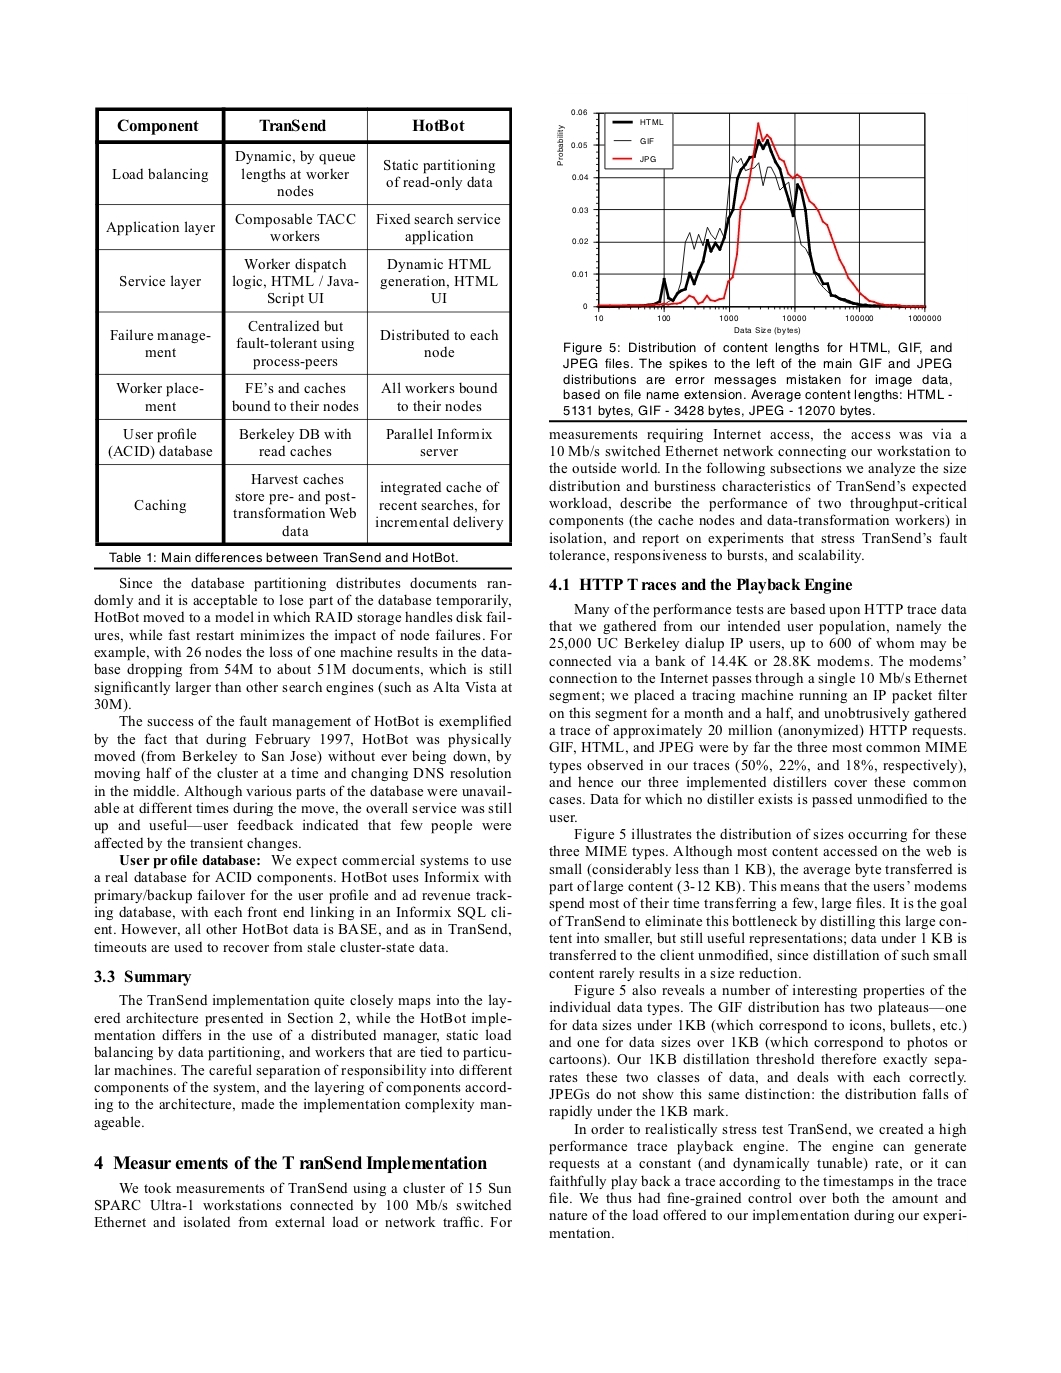 Component TranSend HotBot
Load balancing
Dynamic, by queue
lengths at worker
nodes
Static partitioning
of read-only data
Application layer
Composable TACC
workers
Fixed search service
application
Service layer
Worker dispatch
logic, HTML / Java-
Script UI
Dynamic HTML
generation, HTML
UI
Failure manage-
ment
Centralized but
fault-tolerant using
process-peers
Distributed to each
node
Worker place-
ment
FE's and caches
bound to their nodes
All workers bound
to their nodes
User profile
(ACID) database
Berkeley DB with
read caches
Parallel Informix
server
Caching
Harvest caches
store pre- and post-
transformation Web
data
integrated cache of
recent searches, for
incremental delivery
Table 1: Main differences between TranSend and HotBot.
Since the database partitioning distributes documents ran-
domly and it is acceptable to lose part of the database temporarily,
HotBot moved to a model in which RAID storage handles disk fail-
ures, while fast restart minimizes the impact of node failures. For
example, with 26 nodes the loss of one machine results in the data-
base dropping from 54M to about 51M documents, which is still
significantly larger than other search engines (such as Alta Vista at
30M).
The success of the fault management of HotBot is exemplified
by the fact that during February 1997, HotBot was physically
moved (from Berkeley to San Jose) without ever being down, by
moving half of the cluster at a time and changing DNS resolution
in the middle. Although various parts of the database were unavail-
able at different times during the move, the overall service was still
up and useful—user feedback indicated that few people were
affected by the transient changes.
User profile database: We expect commercial systems to use
a real database for ACID components. HotBot uses Informix with
primary/backup failover for the user profile and ad revenue track-
ing database, with each front end linking in an Informix SQL cli-
ent. However, all other HotBot data is BASE, and as in TranSend,
timeouts are used to recover from stale cluster-state data.
3.3 Summary
The TranSend implementation quite closely maps into the lay-
ered architecture presented in Section 2, while the HotBot imple-
mentation differs in the use of a distributed manager, static load
balancing by data partitioning, and workers that are tied to particu-
lar machines. The careful separation of responsibility into different
components of the system, and the layering of components accord-
ing to the architecture, made the implementation complexity man-
ageable.
4 Measurements of the TranSend Implementation
We took measurements of TranSend using a cluster of 15 Sun
SPARC Ultra-1 workstations connected by 100 Mb/s switched
Ethernet and isolated from external load or network traffic. For
Probability
0.06
0.05
0.04
0.03
0.02
0.01
0
HTML
GIF
JPG
10 100 1000 10000 100000 1000000
Data Size (bytes)
Figure 5: Distribution of content lengths for HTML, GIF, and
JPEG files. The spikes to the left of the main GIF and JPEG
distributions are error messages mistaken for image data,
based on file name extension. Average content lengths: HTML -
5131 bytes, GIF - 3428 bytes, JPEG - 12070 bytes.
measurements requiring Internet access, the access was via a
10 Mb/s switched Ethernet network connecting our workstation to
the outside world. In the following subsections we analyze the size
distribution and burstiness characteristics of TranSend's expected
workload, describe the performance of two throughput-critical
components (the cache nodes and data-transformation workers) in
isolation, and report on experiments that stress TranSend's fault
tolerance, responsiveness to bursts, and scalability.
4.1 HTTP Traces and the Playback Engine
Many of the performance tests are based upon HTTP trace data
that we gathered from our intended user population, namely the
25,000 UC Berkeley dialup IP users, up to 600 of whom may be
connected via a bank of 14.4K or 28.8K modems. The modems'
connection to the Internet passes through a single 10 Mb/s Ethernet
segment; we placed a tracing machine running an IP packet filter
on this segment for a month and a half, and unobtrusively gathered
a trace of approximately 20 million (anonymized) HTTP requests.
GIF, HTML, and JPEG were by far the three most common MIME
types observed in our traces (50%, 22%, and 18%, respectively),
and hence our three implemented distillers cover these common
cases. Data for which no distiller exists is passed unmodified to the
user.
Figure 5 illustrates the distribution of sizes occurring for these
three MIME types. Although most content accessed on the web is
small (considerably less than 1 KB), the average byte transferred is
part of large content (3-12 KB). This means that the users' modems
spend most of their time transferring a few, large files. It is the goal
of TranSend to eliminate this bottleneck by distilling this large con-
tent into smaller, but still useful representations; data under 1 KB is
transferred to the client unmodified, since distillation of such small
content rarely results in a size reduction.
Figure 5 also reveals a number of interesting properties of the
individual data types. The GIF distribution has two plateaus—one
for data sizes under 1KB (which correspond to icons, bullets, etc.)
and one for data sizes over 1KB (which correspond to photos or
cartoons). Our 1KB distillation threshold therefore exactly sepa-
rates these two classes of data, and deals with each correctly.
JPEGs do not show this same distinction: the distribution falls of
rapidly under the 1KB mark.
In order to realistically stress test TranSend, we created a high
performance trace playback engine. The engine can generate
requests at a constant (and dynamically tunable) rate, or it can
faithfully play back a trace according to the timestamps in the trace
file. We thus had fine-grained control over both the amount and
nature of the load offered to our implementation during our experi-
mentation.